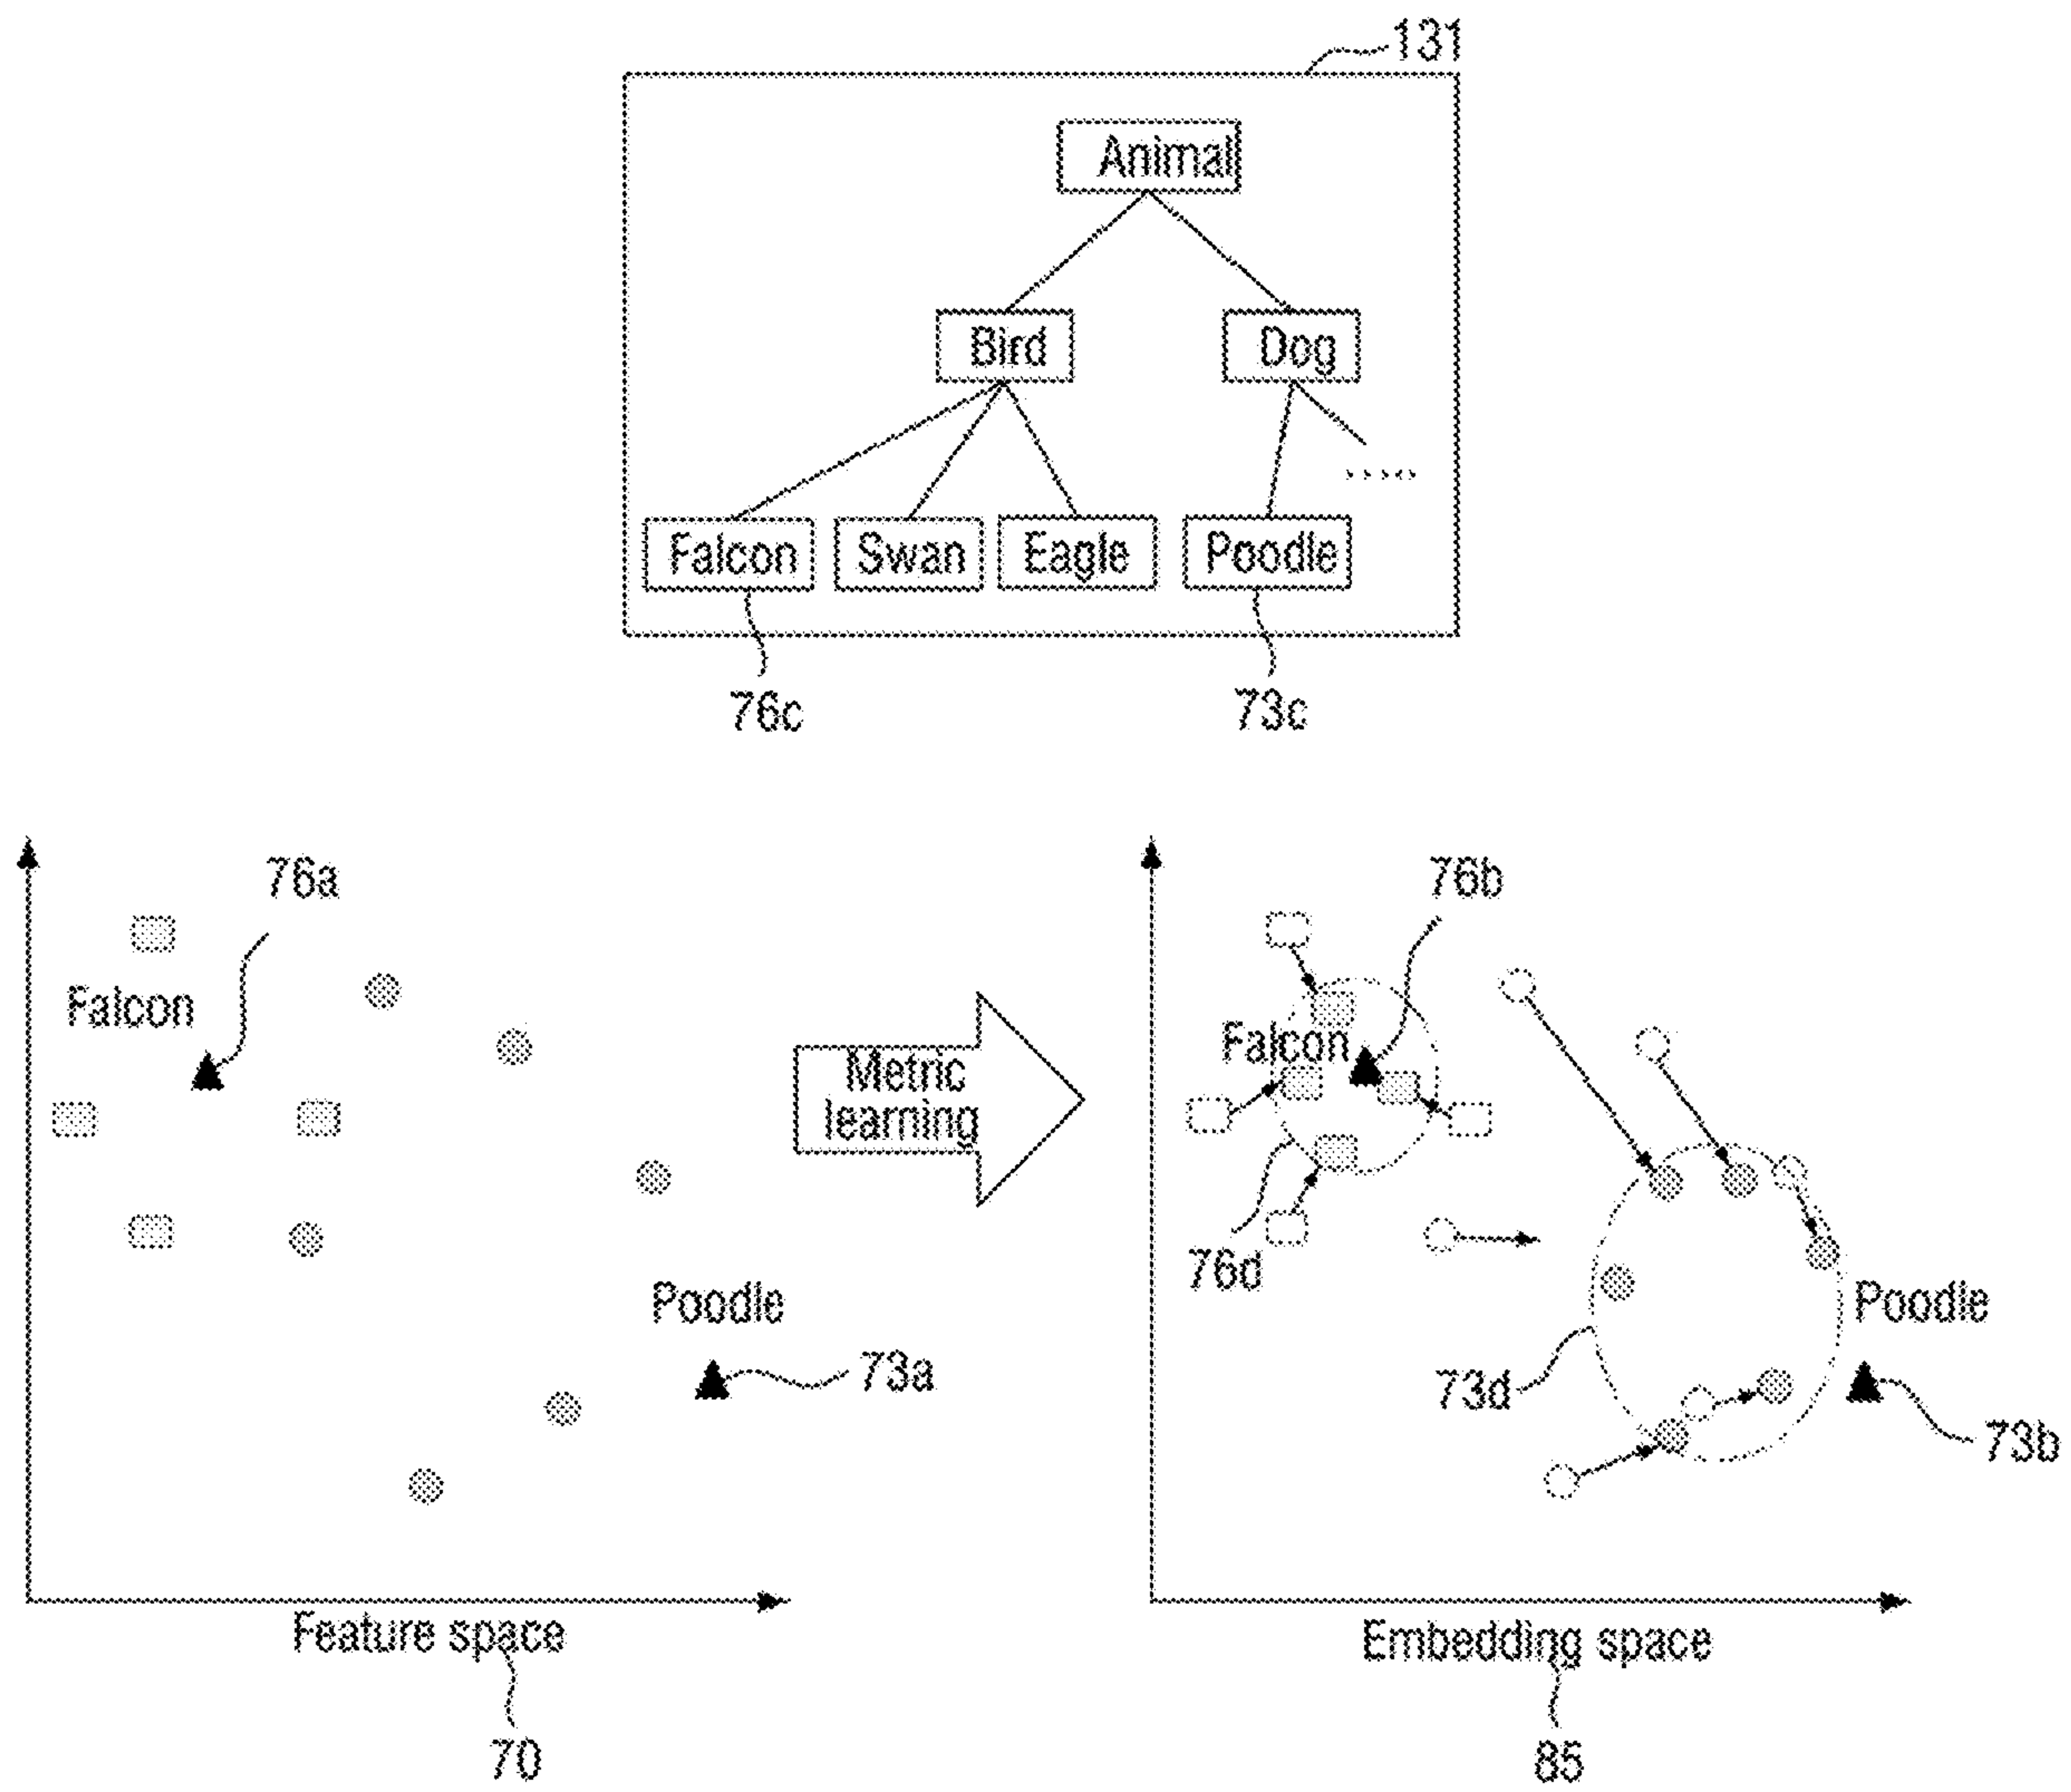 131
Animal
Bird Dog
.....
Falcon Swan Eagle Poodle
76c 73c
76a
Falcon
Poodle
73a
Feature space
70
Metric
learning
76b
Falcon
76d
Poodle
73d
73b
Embedding space
85